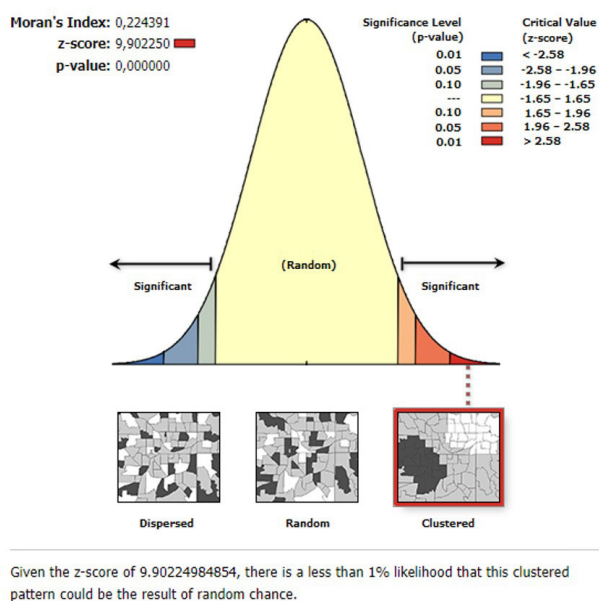 Moran's Index: 0,224391
z-score: 9,902250
p-value: 0,000000
Significance Level
(p-value)
Critical Value
(z-score)
0.01 < -2.58
0.05 -2.58 – -1.96
0.10 -1.96 – -1.65
--- -1.65 – 1.65
0.10 1.65 – 1.96
0.05 1.96 – 2.58
0.01 > 2.58
Significant
(Random)
Significant
Dispersed
Random
Clustered
Given the z-score of 9.90224984854, there is a less than 1% likelihood that this clustered
pattern could be the result of random chance.